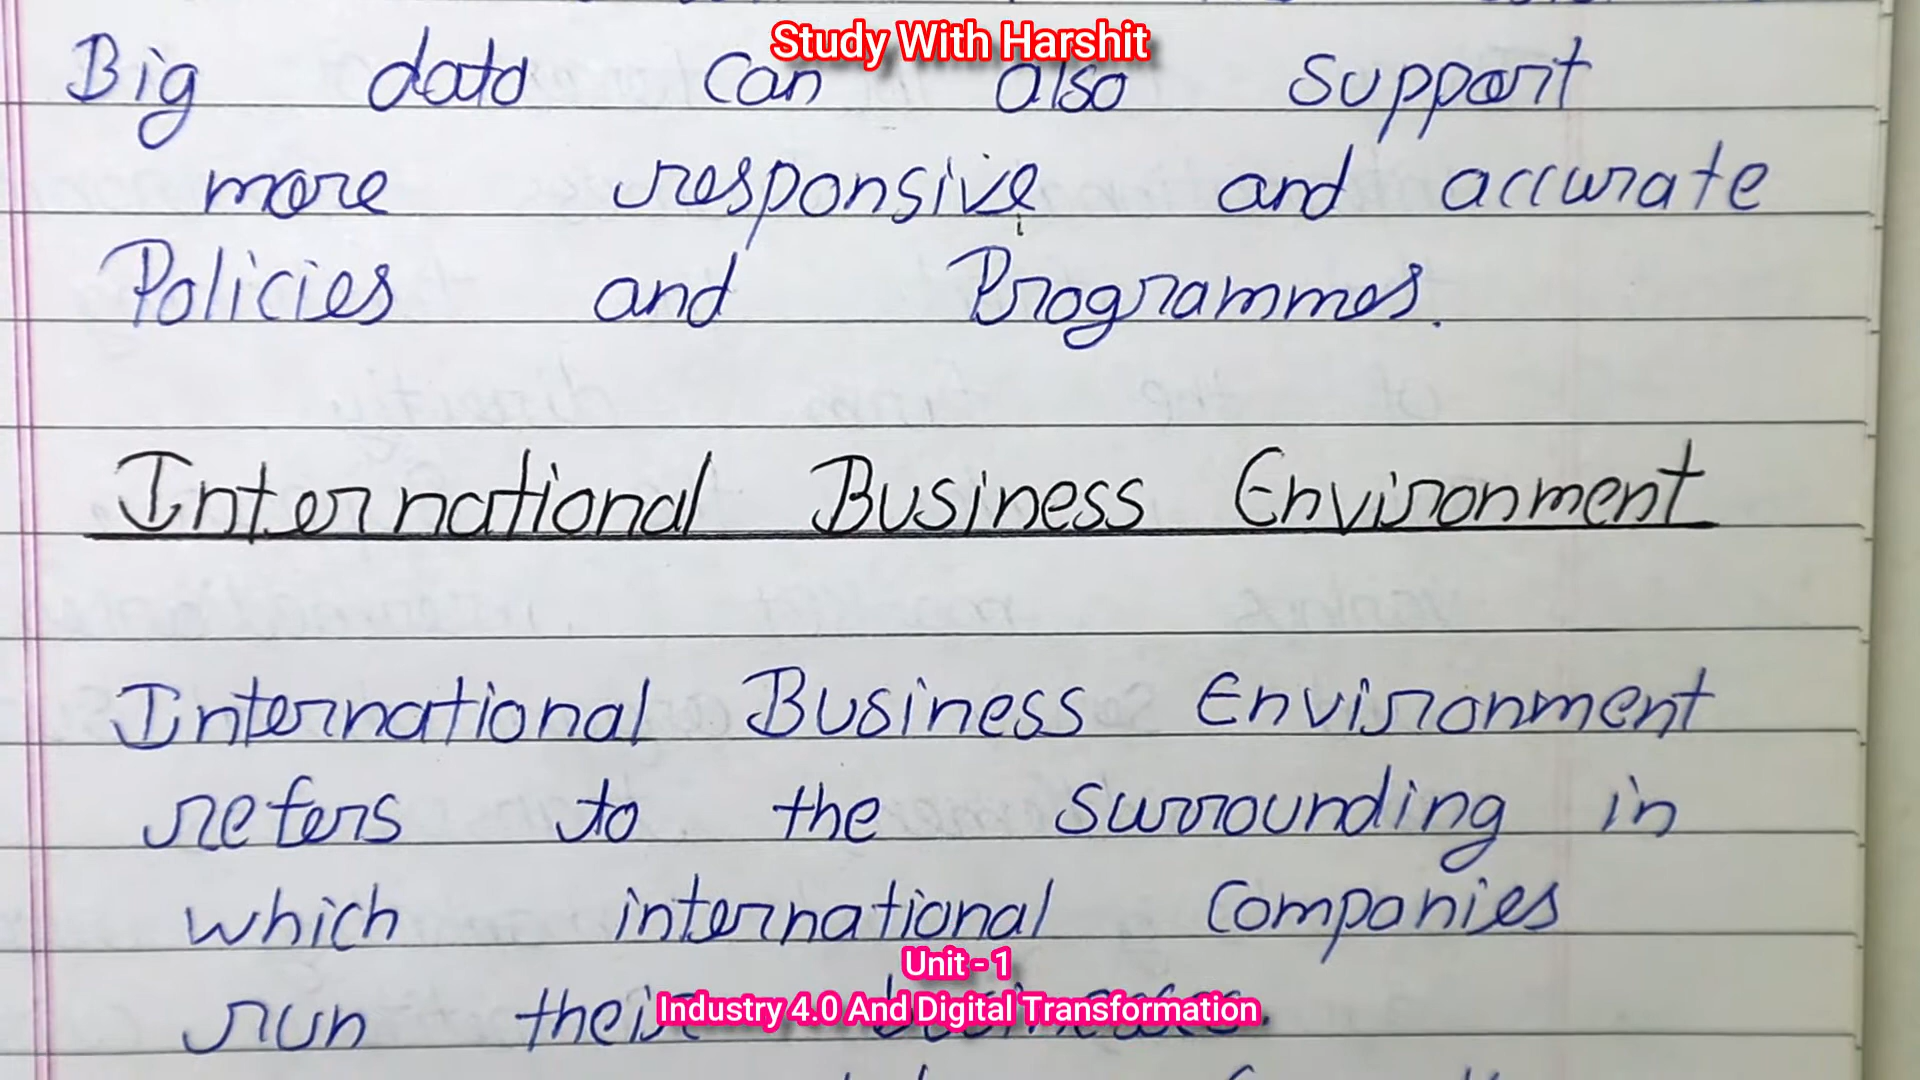 Study With Harshit
Big data can also support
more responsive and accurate
Policies and Programmes.
International Business Environment
International Business Environment
refers to the surrounding in
which international companies
Unit - 1
run their businesses.
Industry 4.0 And Digital Transformation